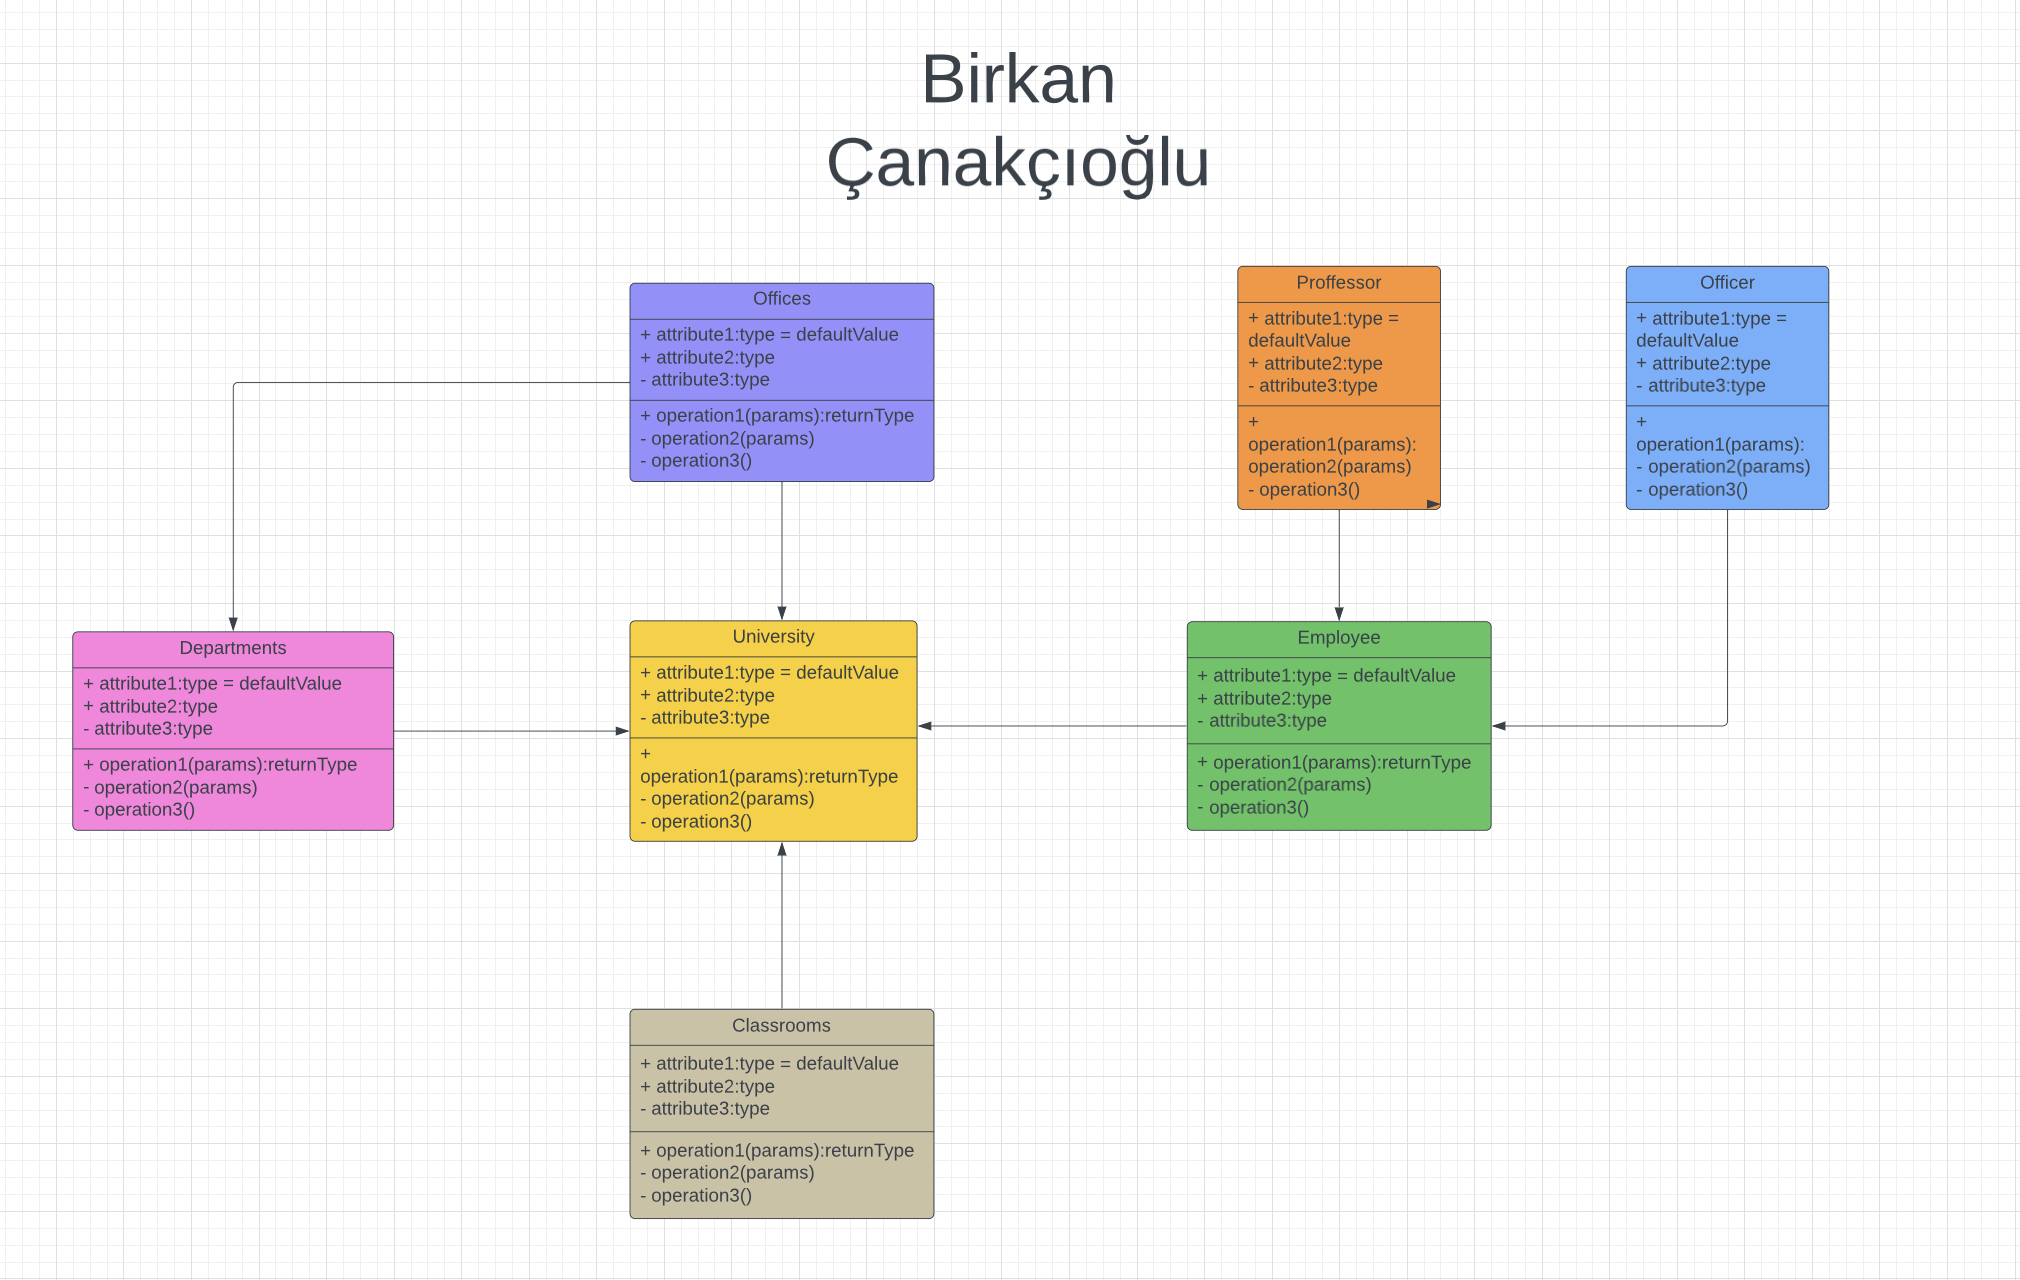 Birkan
Çanakçıoğlu
Offices
+ attribute1:type = defaultValue
+ attribute2:type
- attribute3:type
+ operation1(params):returnType
- operation2(params)
- operation3()
Proffessor
+ attribute1:type =
defaultValue
+ attribute2:type
- attribute3:type
+
operation1(params):
operation2(params)
- operation3()
Officer
+ attribute1:type =
defaultValue
+ attribute2:type
- attribute3:type
+
operation1(params):
- operation2(params)
- operation3()
Departments
+ attribute1:type = defaultValue
+ attribute2:type
- attribute3:type
+ operation1(params):returnType
- operation2(params)
- operation3()
University
+ attribute1:type = defaultValue
+ attribute2:type
- attribute3:type
+
operation1(params):returnType
- operation2(params)
- operation3()
Employee
+ attribute1:type = defaultValue
+ attribute2:type
- attribute3:type
+ operation1(params):returnType
- operation2(params)
- operation3()
Classrooms
+ attribute1:type = defaultValue
+ attribute2:type
- attribute3:type
+ operation1(params):returnType
- operation2(params)
- operation3()